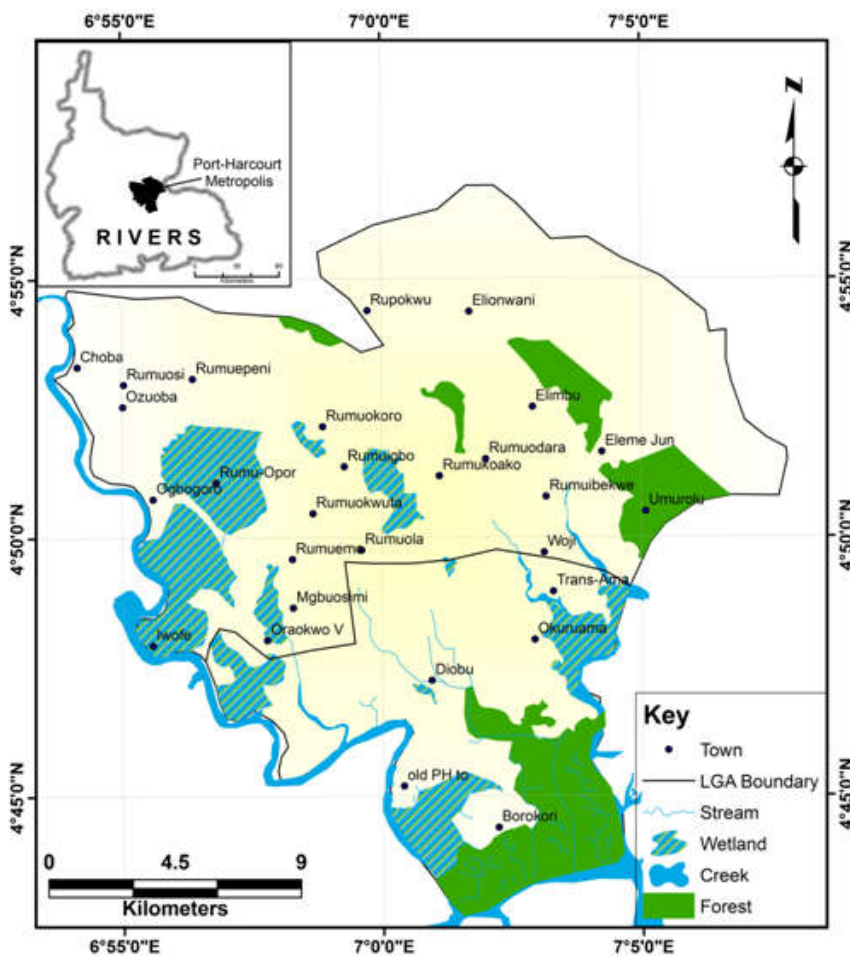 6°55'0"E 7°0'0"E 7°5'0"E
Port-Harcourt
Metropolis
RIVERS
Kilometers
N
4°55'0"N 4°55'0"N
Rupokwu Elionwani
Choba
Rumuosi Rumuepeni
Ozuoba
Elimbu
Rumuokoro
Rumuodara Eleme Jun
Rumuigbo Rumukoako
Rumu-Opor Rumuibekwe
Ogbogoro Umurolu
Rumuokwuta
4°50'0"N 4°50'0"N
Rumueme Rumuola Woji
Trans-Ama
Mgbuosimi
Oraokwo V Okuruama
Iwofe
Diobu
old PH to
Borokori
4°45'0"N 4°45'0"N
Key
Town
LGA Boundary
Stream
Wetland
Creek
Forest
0 4.5 9
Kilometers
6°55'0"E 7°0'0"E 7°5'0"E